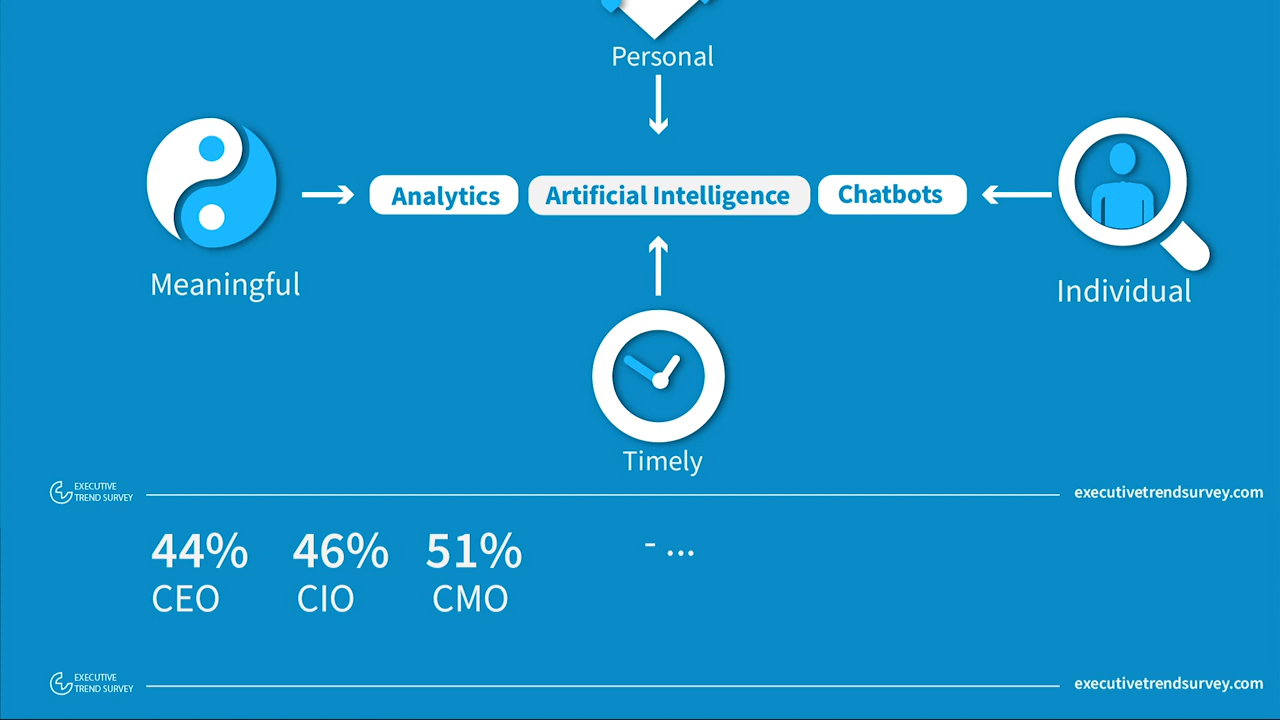 Personal
Analytics Artificial Intelligence Chatbots
Meaningful
Individual
Timely
EXECUTIVE
TREND SURVEY
executivetrendsurvey.com
44% 46% 51% - ...
CEO CIO CMO
EXECUTIVE
TREND SURVEY
executivetrendsurvey.com